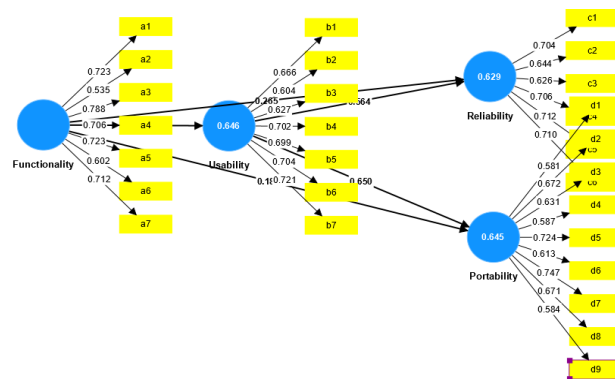 a1
a2
a3
a4
a5
a6
a7
0.723
0.535
0.788
0.706
0.723
0.602
0.712
Functionality
b1
b2
b3
b4
b5
b6
b7
0.666
0.604
0.627
0.702
0.699
0.704
0.721
0.646
Usability
0.265
0.564
0.650
c1
c2
c3
c4
c5
c6
0.704
0.644
0.626
0.706
0.712
0.710
0.629
Reliability
d1
d2
d3
d4
d5
d6
d7
d8
d9
0.581
0.672
0.631
0.587
0.724
0.613
0.747
0.671
0.584
0.645
Portability